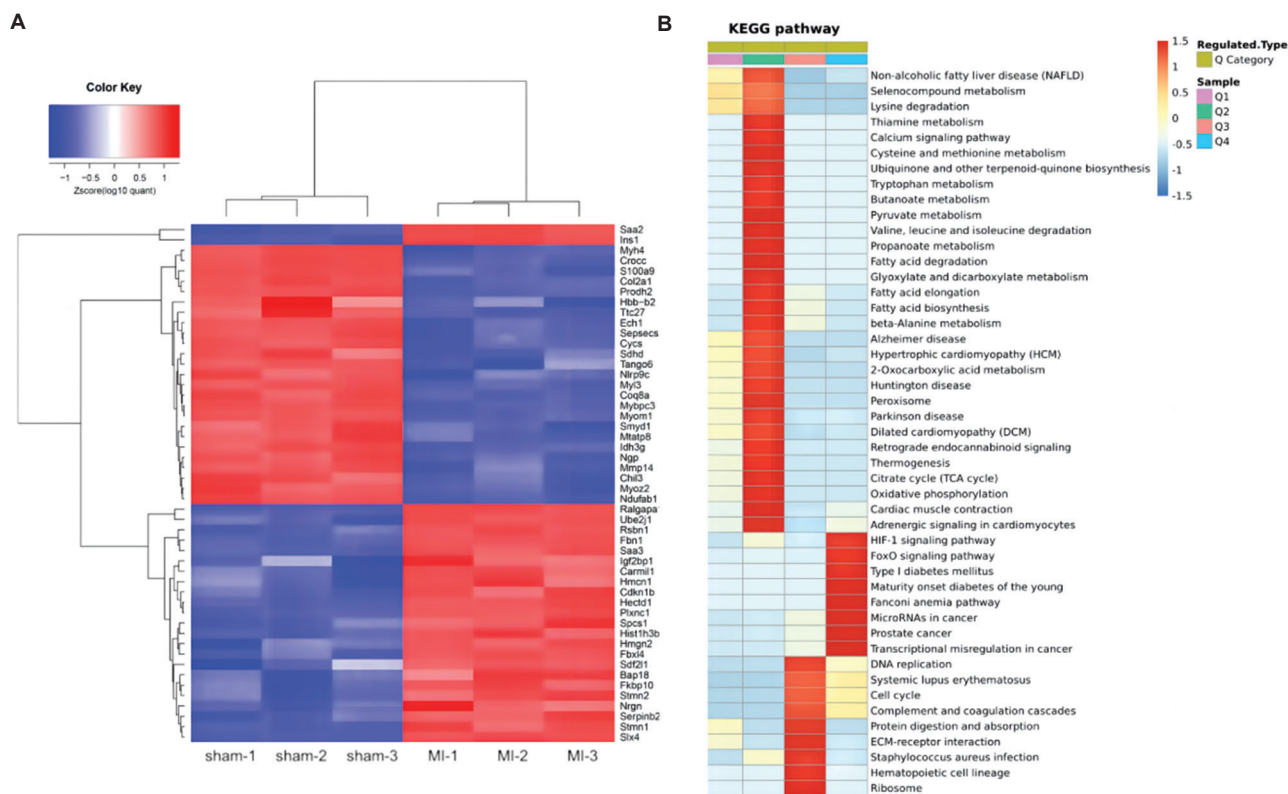 A
Color Key
−1 −0.5 0 0.5 1
Zscore(log10 quant)
Saa2
Ins1
Myh4
Crocc
S100a9
Col2a1
Prodh2
Hbb−b2
Ttc27
Ech1
Sepsecs
Cycs
Sdhd
Tango6
Nlrp9c
Myl3
Coq8a
Mybpc3
Myom1
Smyd1
Mtatp8
Idh3g
Ngp
Mmp14
Chil3
Myoz2
Ndufab1
Ralgapa
Ube2j1
Rsbn1
Fbn1
Saa3
Igf2bp1
Carmil1
Hmcn1
Cdkn1b
Hectd1
Plxnc1
Spcs1
Hist1h3b
Hmgn2
Fbxl4
Sdf2l1
Bap18
Fkbp10
Stmn2
Nrgn
Serpinb2
Stmn1
Slx4
sham-1 sham-2 sham-3 MI-1 MI-2 MI-3
B
KEGG pathway
Non-alcoholic fatty liver disease (NAFLD)
Selenocompound metabolism
Lysine degradation
Thiamine metabolism
Calcium signaling pathway
Cysteine and methionine metabolism
Ubiquinone and other terpenoid-quinone biosynthesis
Tryptophan metabolism
Butanoate metabolism
Pyruvate metabolism
Valine, leucine and isoleucine degradation
Propanoate metabolism
Fatty acid degradation
Glyoxylate and dicarboxylate metabolism
Fatty acid elongation
Fatty acid biosynthesis
beta-Alanine metabolism
Alzheimer disease
Hypertrophic cardiomyopathy (HCM)
2-Oxocarboxylic acid metabolism
Huntington disease
Peroxisome
Parkinson disease
Dilated cardiomyopathy (DCM)
Retrograde endocannabinoid signaling
Thermogenesis
Citrate cycle (TCA cycle)
Oxidative phosphorylation
Cardiac muscle contraction
Adrenergic signaling in cardiomyocytes
HIF-1 signaling pathway
FoxO signaling pathway
Type I diabetes mellitus
Maturity onset diabetes of the young
Fanconi anemia pathway
MicroRNAs in cancer
Prostate cancer
Transcriptional misregulation in cancer
DNA replication
Systemic lupus erythematosus
Cell cycle
Complement and coagulation cascades
Protein digestion and absorption
ECM-receptor interaction
Staphylococcus aureus infection
Hematopoietic cell lineage
Ribosome
1.5
1
0.5
0
-0.5
-1
-1.5
Regulated.Type
Q Category
Sample
Q1
Q2
Q3
Q4